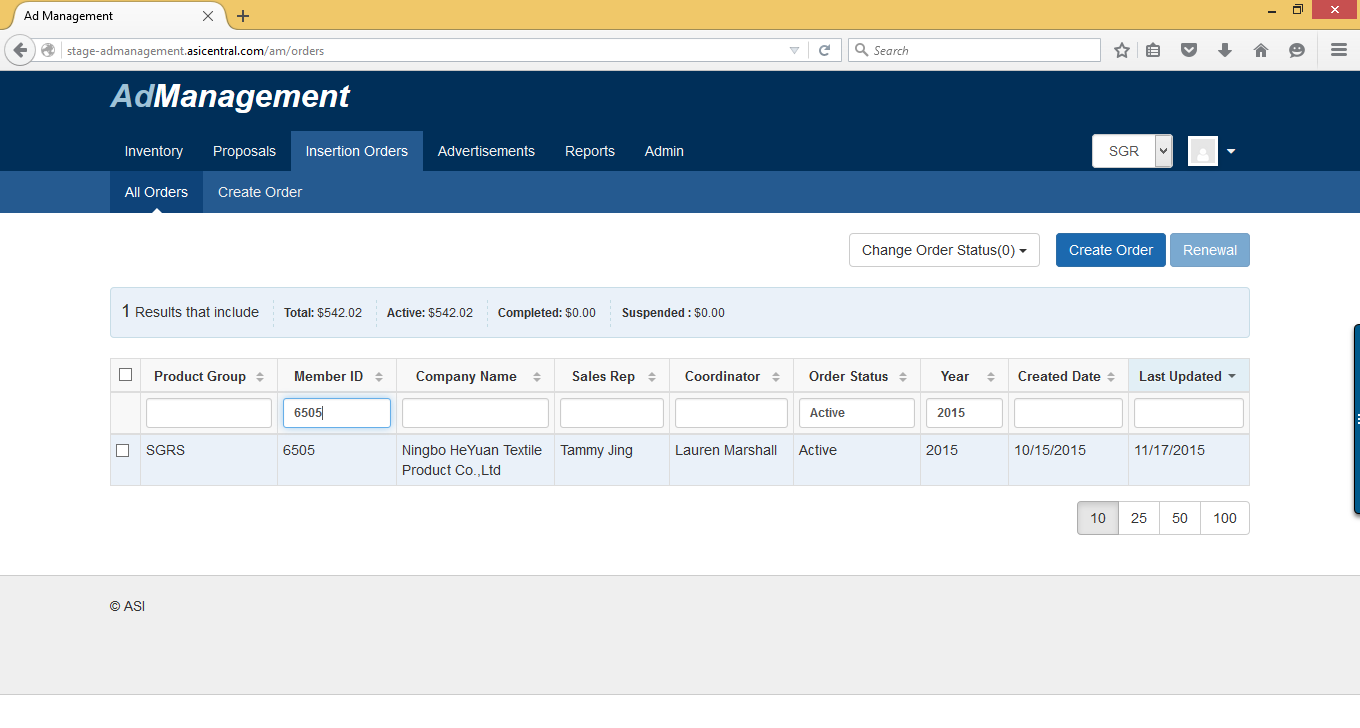 Ad Management
stage-admanagement.asicentral.com/am/orders
Search
AdManagement
Inventory Proposals Insertion Orders Advertisements Reports Admin SGR
All Orders Create Order
Change Order Status(0) Create Order Renewal
1 Results that include Total: $542.02 Active: $542.02 Completed: $0.00 Suspended : $0.00
Product Group Member ID Company Name Sales Rep Coordinator Order Status Year Created Date Last Updated
6505 Active 2015
SGRS 6505 Ningbo HeYuan Textile Tammy Jing Lauren Marshall Active 2015 10/15/2015 11/17/2015
Product Co.,Ltd
10 25 50 100
© ASI